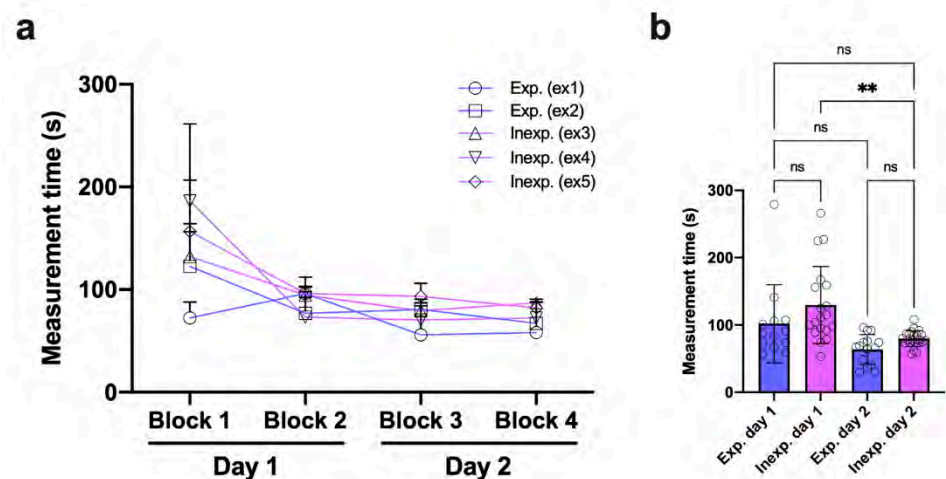 a
Measurement time (s)
300
200
100
0
Exp. (ex1)
Exp. (ex2)
Inexp. (ex3)
Inexp. (ex4)
Inexp. (ex5)
Block 1 Block 2 Block 3 Block 4
Day 1 Day 2
b
ns
**
ns
ns ns
Measurement time (s)
300
200
100
0
Exp. day 1
Inexp. day 1
Exp. day 2
Inexp. day 2